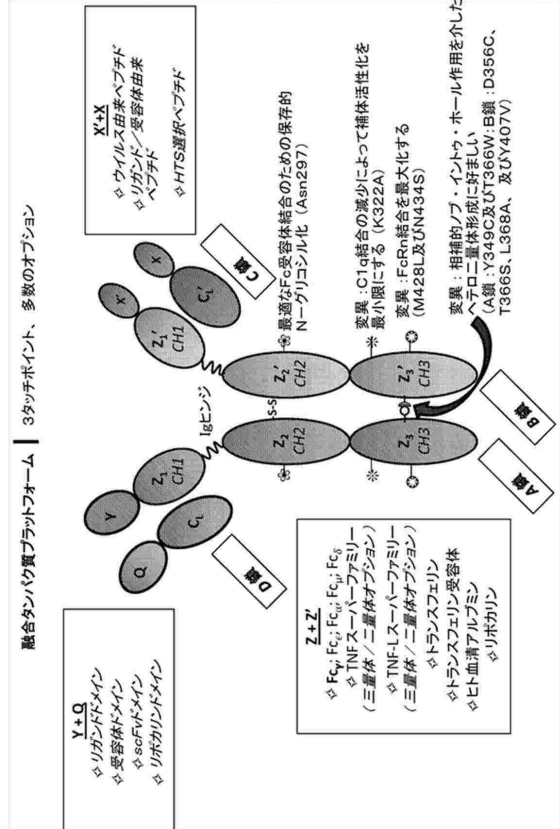 融合タンパク質プラットフォーム | 3タッチポイント、多数のオプション
Y + Q
✧ リガンドドメイン
✧ 受容体ドメイン
✧ scFvドメイン
✧ リポカリンドメイン
X'+X
✧ ウイルス由来ペプチド
✧ リガンド/受容体由来
ペプチド
✧ HTS選択ペプチド
Y
Q
Z₁
CH1
C_L
D鎖
X'
X
Z₁'
CH1
C_L'
C鎖
Igヒンジ
Z₂
CH2
-S-S-
Z₂'
CH2
Z₃
CH3
Z₃'
CH3
A鎖
B鎖
最適なFc受容体結合のための保存的
N－グリコシル化（Asn297）
変異：C1q結合の減少によって補体活性化を
最小限にする（K322A）
変異：FcRn結合を最大化する
（M428L及びN434S）
変異：相補的ノブ・イントゥ・ホール作用を介した
ヘテロ二量体形成に好ましい
（A鎖：Y349C及びT366W；B鎖：D356C、
T366S、L368A、及びY407V）
Z + Z'
✧ Fcγ; Fcε; Fcα; Fcμ; Fcδ
✧ TNFスーパーファミリー
（三量体/二量体オプション）
✧ TNF-Lスーパーファミリー
（三量体/二量体オプション）
✧ トランスフェリン
✧ トランスフェリン受容体
✧ ヒト血清アルブミン
✧ リポカリン